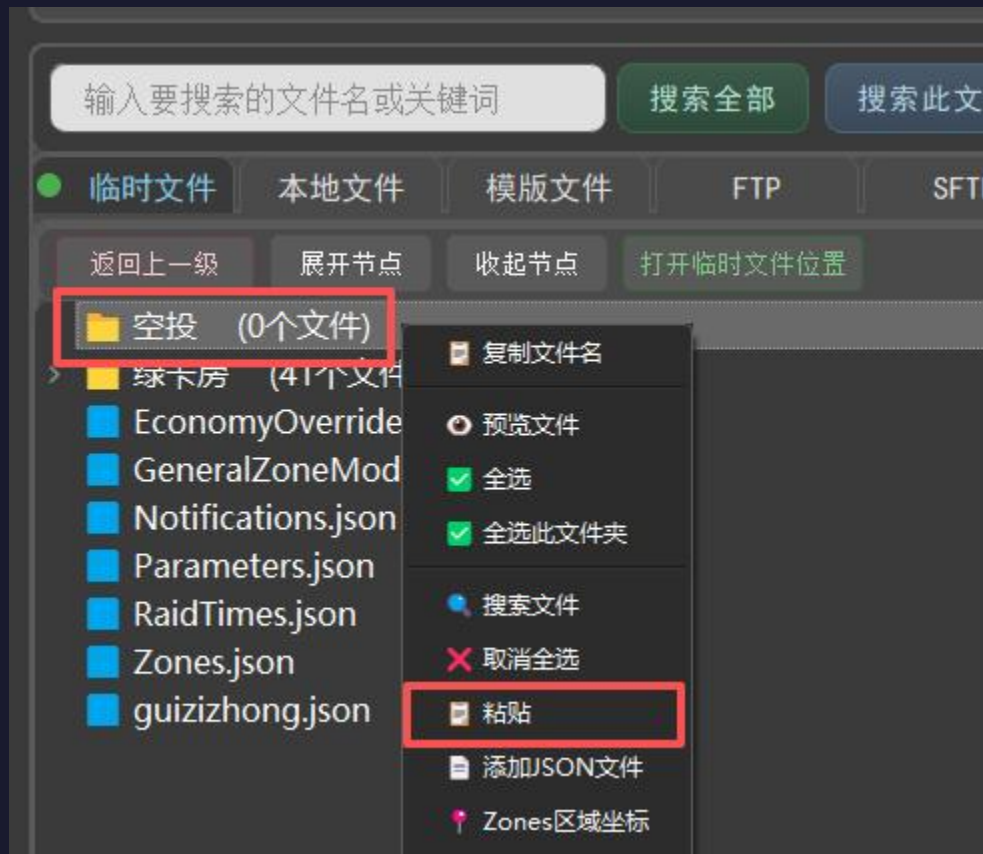 输入要搜索的文件名或关键词 搜索全部 搜索此文
临时文件 本地文件 模版文件 FTP SFT
返回上一级 展开节点 收起节点 打开临时文件位置
空投 (0个文件)
绿卡房 (41个文件
EconomyOverride
GeneralZoneMod
Notifications.json
Parameters.json
RaidTimes.json
Zones.json
guizizhong.json
复制文件名
预览文件
全选
全选此文件夹
搜索文件
取消全选
粘贴
添加JSON文件
Zones区域坐标